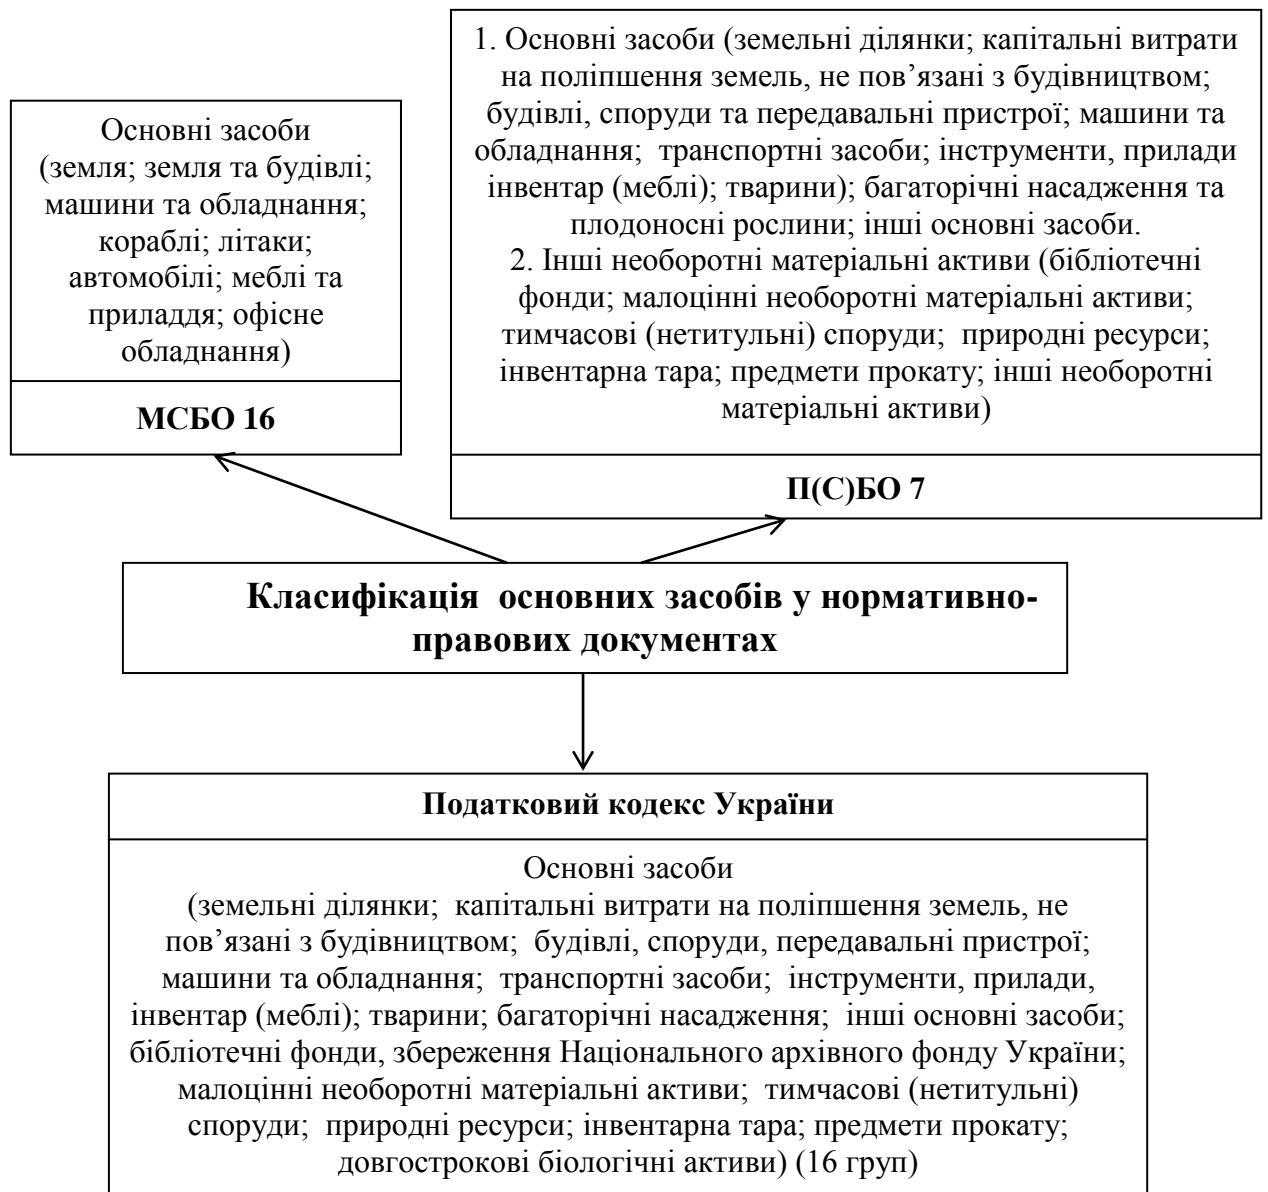 Основні засоби
(земля; земля та будівлі;
машини та обладнання;
кораблі; літаки;
автомобілі; меблі та
приладдя; офісне
обладнання)
МСБО 16
1. Основні засоби (земельні ділянки; капітальні витрати
на поліпшення земель, не пов’язані з будівництвом;
будівлі, споруди та передавальні пристрої; машини та
обладнання; транспортні засоби; інструменти, прилади
інвентар (меблі); тварини); багаторічні насадження та
плодоносні рослини; інші основні засоби.
2. Інші необоротні матеріальні активи (бібліотечні
фонди; малоцінні необоротні матеріальні активи;
тимчасові (нетитульні) споруди; природні ресурси;
інвентарна тара; предмети прокату; інші необоротні
матеріальні активи)
П(С)БО 7
Класифікація основних засобів у нормативно-
правових документах
Податковий кодекс України
Основні засоби
(земельні ділянки; капітальні витрати на поліпшення земель, не
пов’язані з будівництвом; будівлі, споруди, передавальні пристрої;
машини та обладнання; транспортні засоби; інструменти, прилади,
інвентар (меблі); тварини; багаторічні насадження; інші основні засоби;
бібліотечні фонди, збереження Національного архівного фонду України;
малоцінні необоротні матеріальні активи; тимчасові (нетитульні)
споруди; природні ресурси; інвентарна тара; предмети прокату;
довгострокові біологічні активи) (16 груп)